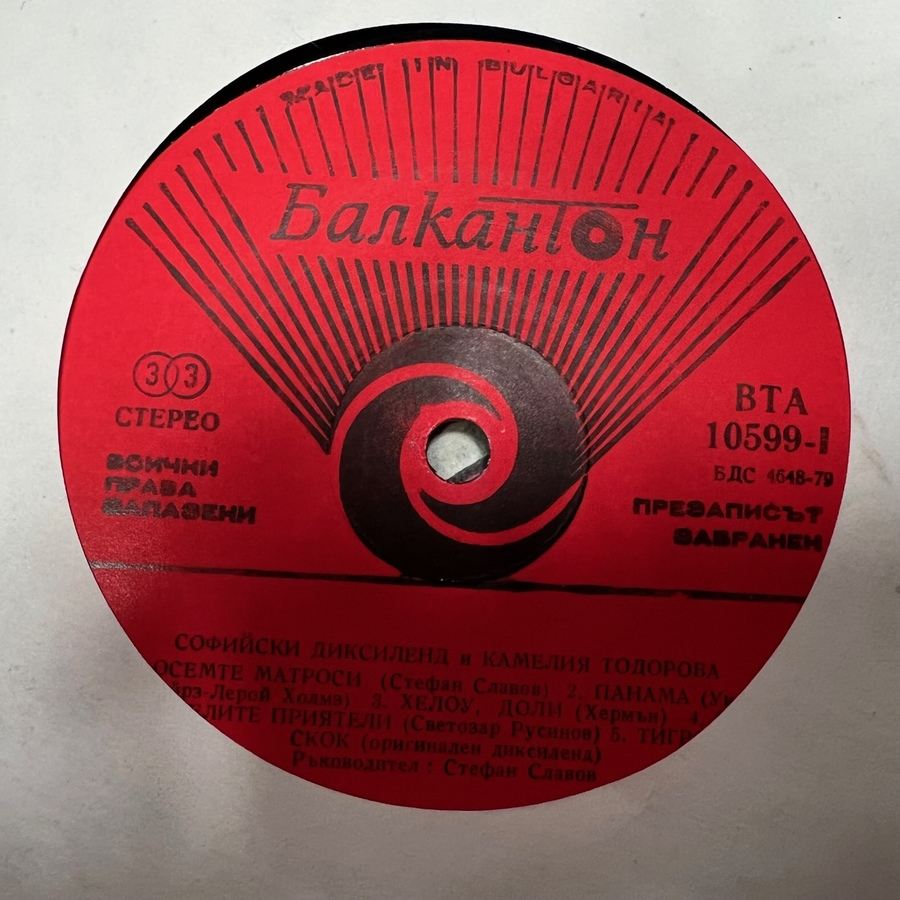 MADE IN BULGARIA
Балкантон
33
СТЕРЕО
ВСИЧКИ
ПРАВА
ЗАПАЗЕНИ
ВТА
10599-I
БДС 4648-79
ПРЕЗАПИСЪТ
ЗАБРАНЕН
СОФИЙСКИ ДИКСИЛЕНД и КАМЕЛИЯ ТОДОРОВА
ОСЕМТЕ МАТРОСИ (Стефан Славов) 2. ПАНАМА
Лерой Холмз) 3. ХЕЛОУ, ДОЛИ (Хермън) 4.
ПРИЯТЕЛИ (Светозар Русинов) 5.
СКОК (оригинален диксиленд)
Ръководител: Стефан Славов